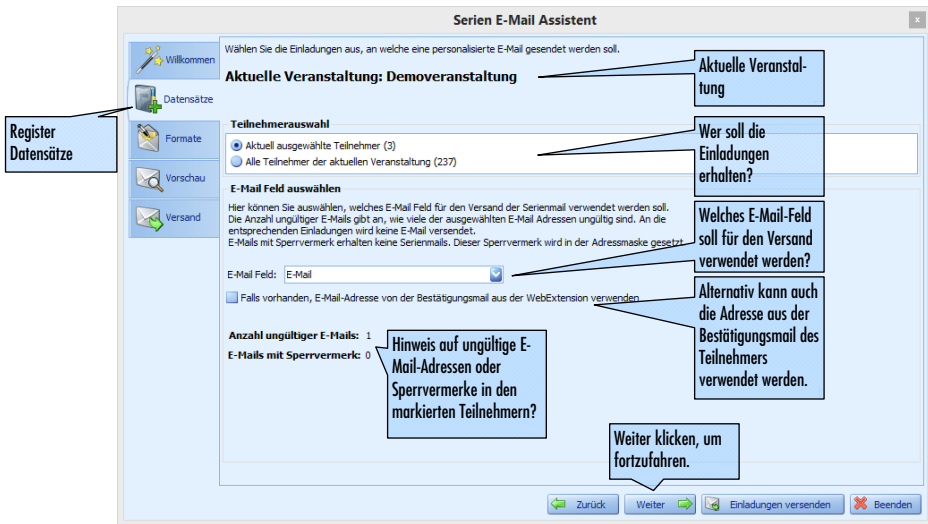 Serien E-Mail Assistent
x
Willkommen
Datensätze
Formate
Vorschau
Versand
Register
Datensätze
Wählen Sie die Einladungen aus, an welche eine personalisierte E-Mail gesendet werden soll.
Aktuelle Veranstaltung: Demoveranstaltung
Aktuelle Veranstal-
tung
Teilnehmerauswahl
Aktuell ausgewählte Teilnehmer (3)
Alle Teilnehmer der aktuellen Veranstaltung (237)
Wer soll die
Einladungen
erhalten?
E-Mail Feld auswählen
Hier können Sie auswählen, welches E-Mail Feld für den Versand der Serienmail verwendet werden soll.
Die Anzahl ungültiger E-Mails gibt an, wie viele der ausgewählten E-Mail Adressen ungültig sind. An die
entsprechenden Einladungen wird keine E-Mail versendet.
E-Mails mit Sperrvermerk erhalten keine Serienmails. Dieser Sperrvermerk wird in der Adressmaske gesetzt
Welches E-Mail-Feld
soll für den Versand
verwendet werden?
E-Mail Feld: E-Mail
Falls vorhanden, E-Mail-Adresse von der Bestätigungsmail aus der WebExtension verwenden
Alternativ kann auch
die Adresse aus der
Bestätigungsmail des
Teilnehmers
verwendet werden.
Anzahl ungültiger E-Mails: 1
E-Mails mit Sperrvermerk: 0
Hinweis auf ungültige E-
Mail-Adressen oder
Sperrvermerke in den
markierten Teilnehmern?
Weiter klicken, um
fortzufahren.
Zurück
Weiter
Einladungen versenden
Beenden